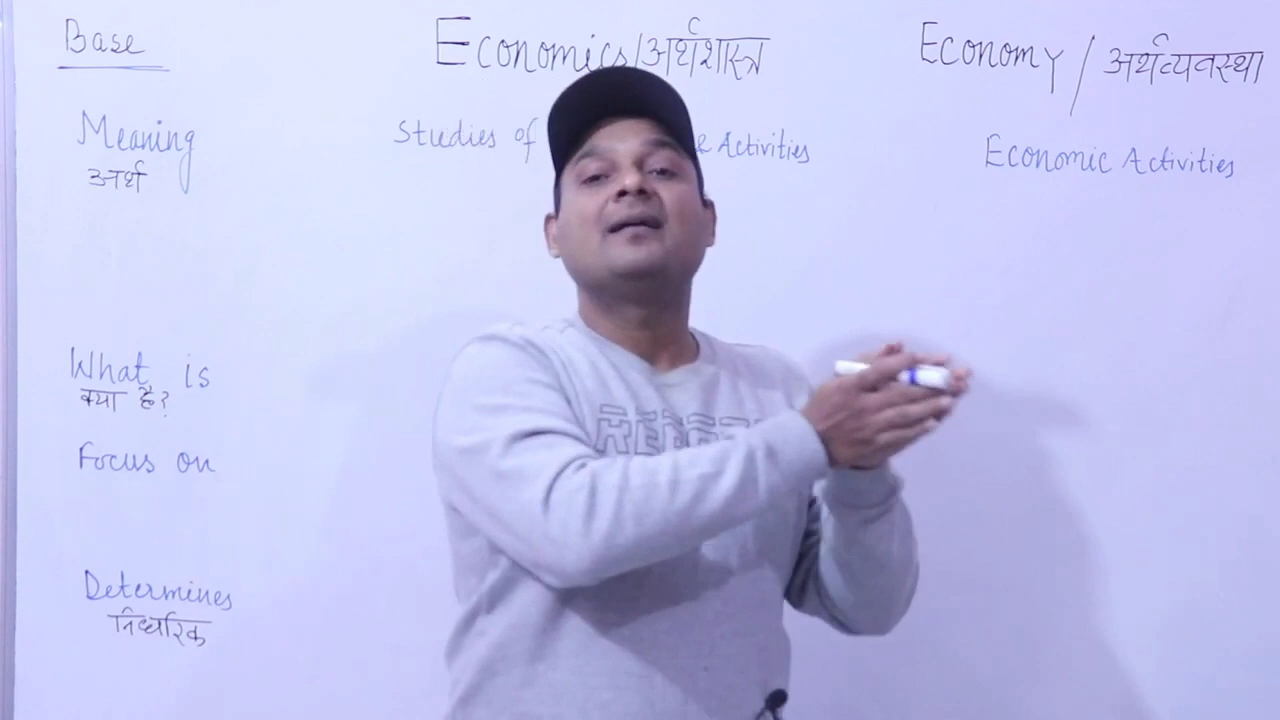 Base
Economics/अर्थशास्त्र
Economy / अर्थव्यवस्था
Meaning
अर्थ
Studies of & Activities
Economic Activities
What is
क्या है?
Focus on
Determines
निर्धारक